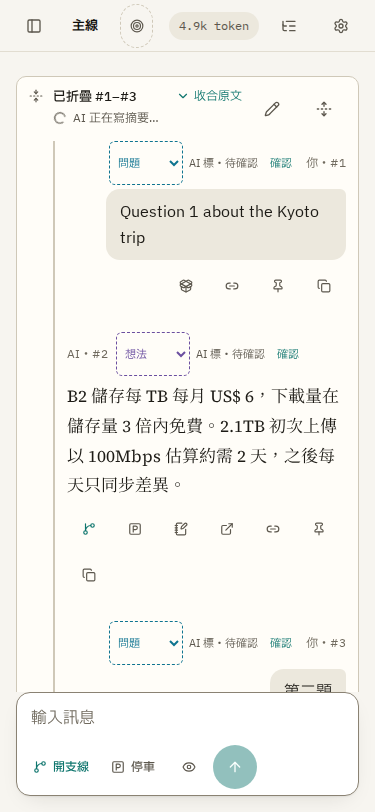 主線
4.9k token
已折疊 #1–#3
收合原文
AI 正在寫摘要…
問題
AI 標・待確認
確認
你・#1
Question 1 about the Kyoto
trip
AI・#2
想法
AI 標・待確認
確認
B2 儲存每 TB 每月 US$ 6，下載量在
儲存量 3 倍內免費。2.1TB 初次上傳
以 100Mbps 估算約需 2 天，之後每
天只同步差異。
問題
AI 標・待確認
確認
你・#3
第二題
輸入訊息
開支線
停車